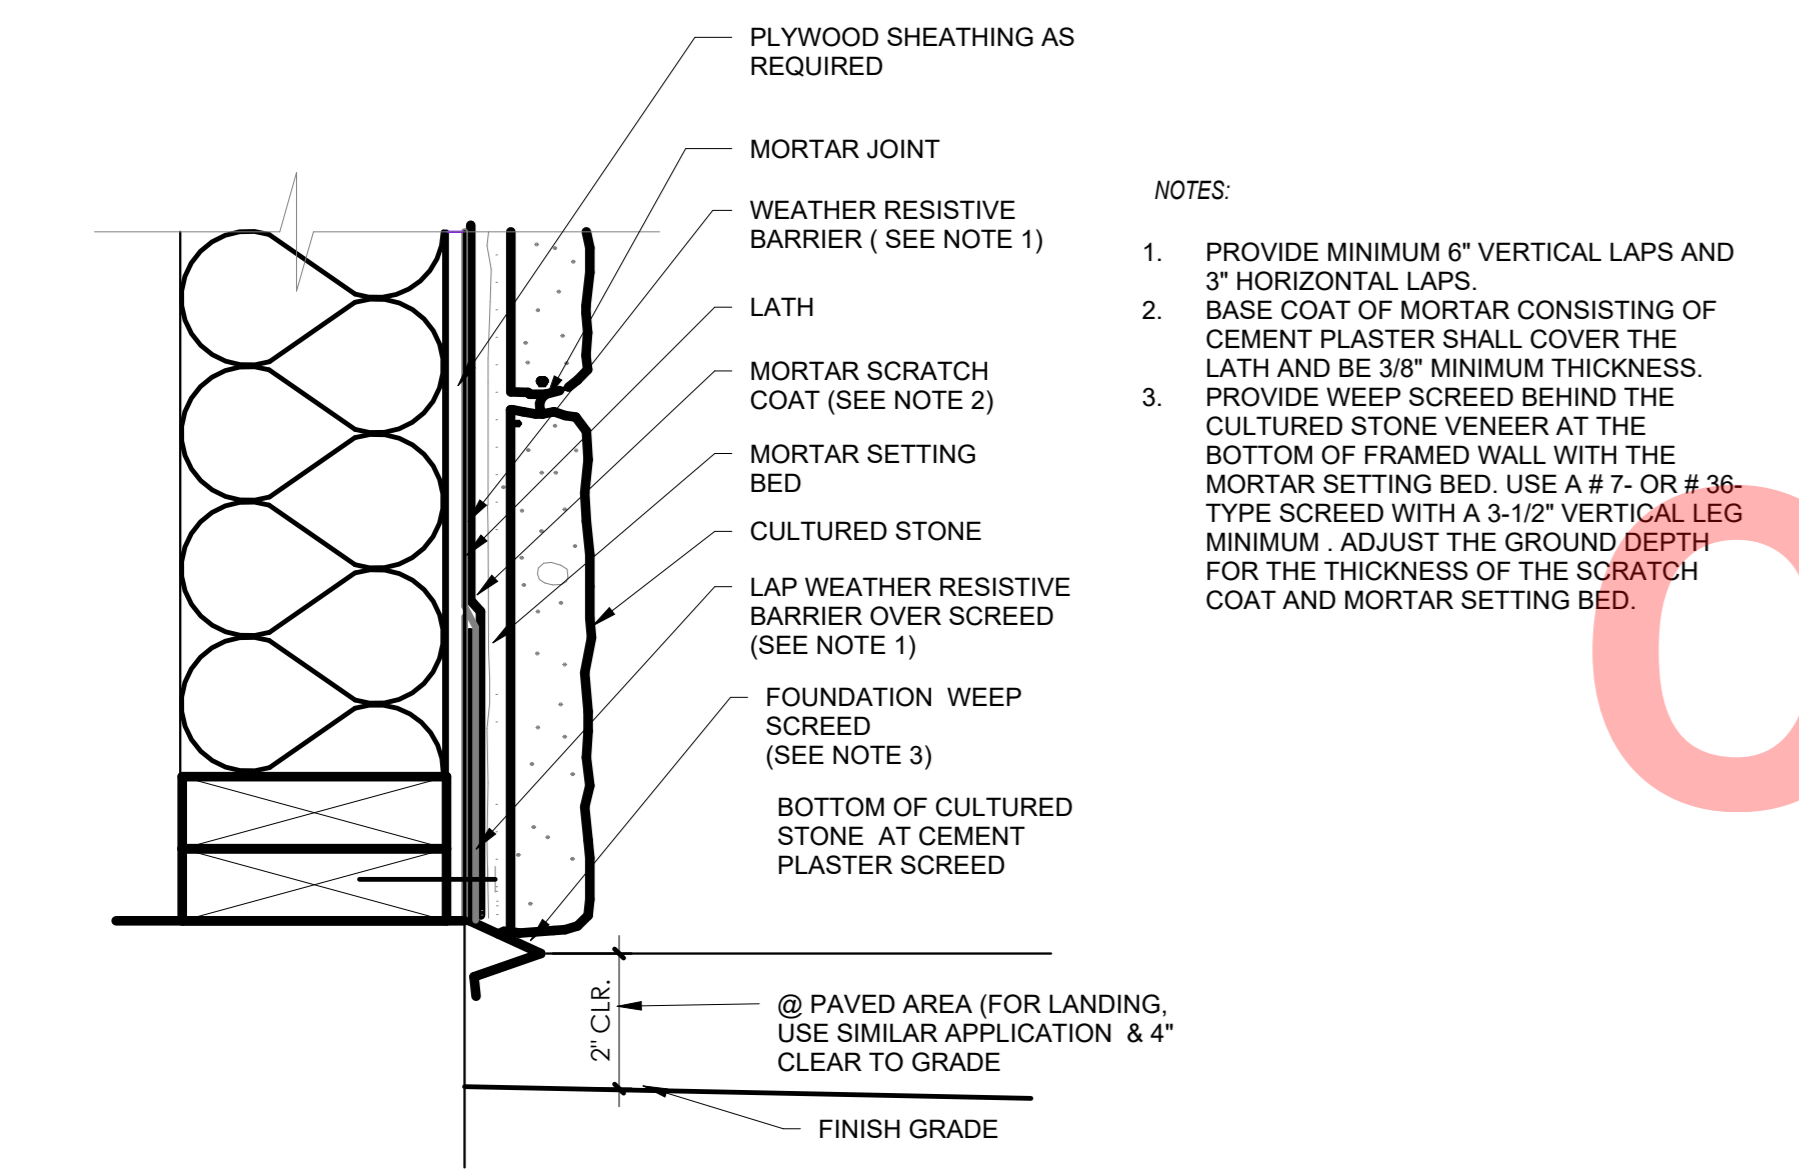 PLYWOOD SHEATHING AS
REQUIRED
MORTAR JOINT
WEATHER RESISTIVE
BARRIER ( SEE NOTE 1)
LATH
MORTAR SCRATCH
COAT (SEE NOTE 2)
MORTAR SETTING
BED
CULTURED STONE
LAP WEATHER RESISTIVE
BARRIER OVER SCREED
(SEE NOTE 1)
FOUNDATION WEEP
SCREED
(SEE NOTE 3)
BOTTOM OF CULTURED
STONE AT CEMENT
PLASTER SCREED
2" CLR.
@ PAVED AREA (FOR LANDING,
USE SIMILAR APPLICATION & 4"
CLEAR TO GRADE
FINISH GRADE
NOTES:
1. PROVIDE MINIMUM 6" VERTICAL LAPS AND
3" HORIZONTAL LAPS.
2. BASE COAT OF MORTAR CONSISTING OF
CEMENT PLASTER SHALL COVER THE
LATH AND BE 3/8" MINIMUM THICKNESS.
3. PROVIDE WEEP SCREED BEHIND THE
CULTURED STONE VENEER AT THE
BOTTOM OF FRAMED WALL WITH THE
MORTAR SETTING BED. USE A # 7- OR # 36-
TYPE SCREED WITH A 3-1/2" VERTICAL LEG
MINIMUM . ADJUST THE GROUND DEPTH
FOR THE THICKNESS OF THE SCRATCH
COAT AND MORTAR SETTING BED.